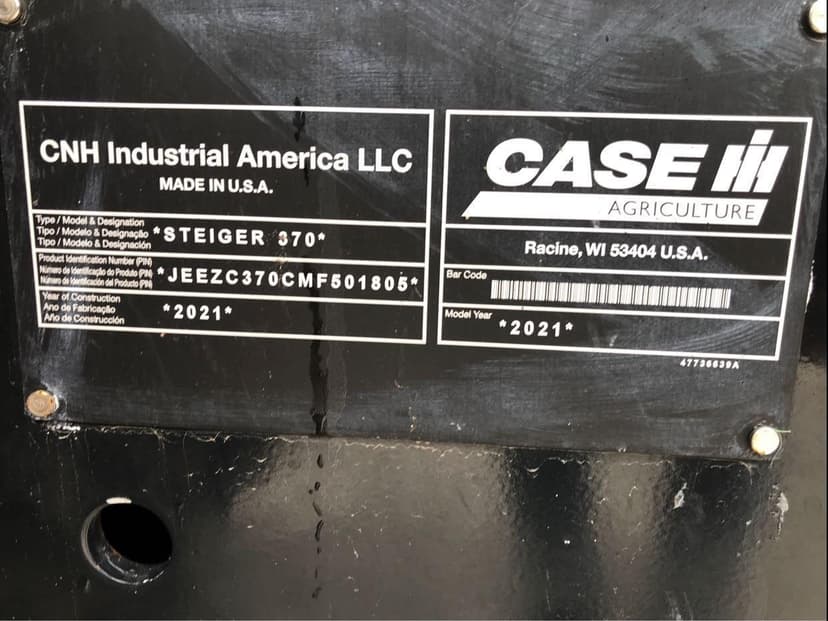 CNH Industrial America LLC
MADE IN U.S.A.
Type / Model & Designation
Tipo / Modelo & Designação
Tipo / Modelo & Designación
*STEIGER 370*
Product Identification Number (PIN)
Número de Identificação do Produto (PIN)
Número de Identificación del Producto (PIN)
*JEEZC370CMF501805*
Year of Construction
Ano de Fabricação
Año de Construcción
*2021*
CASE IH
AGRICULTURE
Racine, WI 53404 U.S.A.
Bar Code
Model Year
*2021*
47736639A